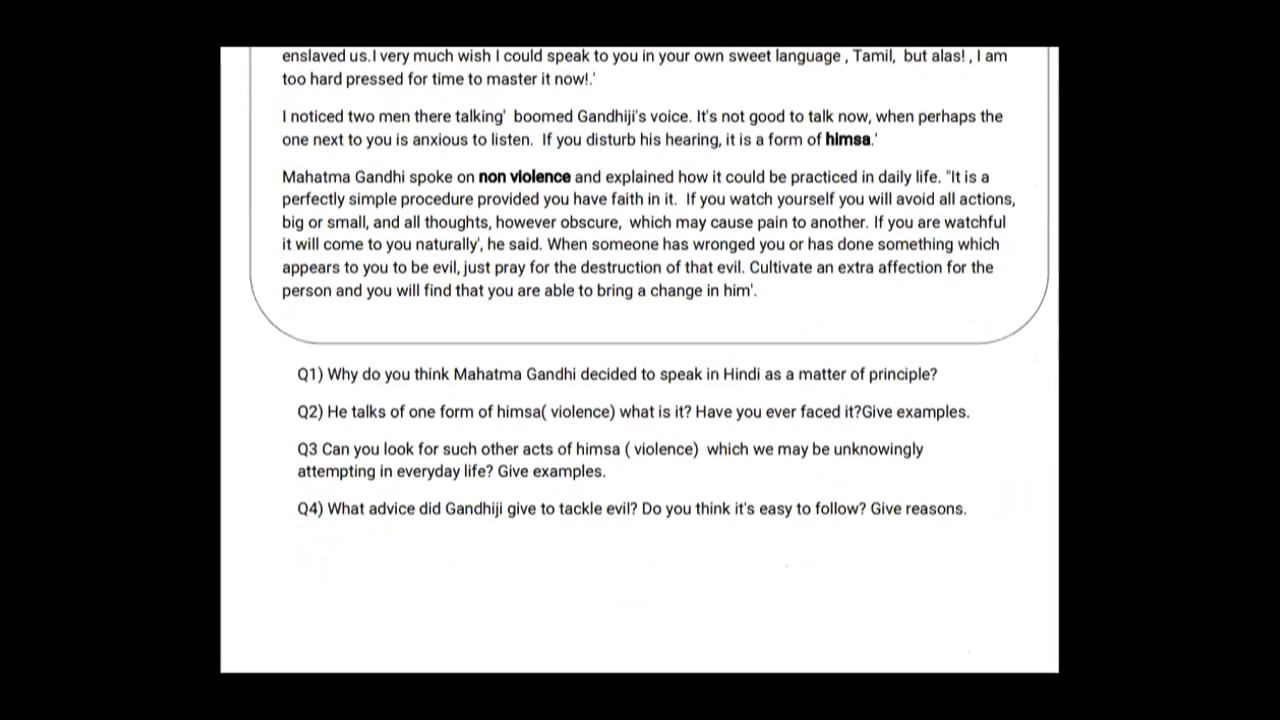 enslaved us.I very much wish I could speak to you in your own sweet language , Tamil, but alas! , I am
too hard pressed for time to master it now!.'
I noticed two men there talking' boomed Gandhiji's voice. It's not good to talk now, when perhaps the
one next to you is anxious to listen. If you disturb his hearing, it is a form of himsa.'
Mahatma Gandhi spoke on non violence and explained how it could be practiced in daily life. "It is a
perfectly simple procedure provided you have faith in it. If you watch yourself you will avoid all actions,
big or small, and all thoughts, however obscure, which may cause pain to another. If you are watchful
it will come to you naturally', he said. When someone has wronged you or has done something which
appears to you to be evil, just pray for the destruction of that evil. Cultivate an extra affection for the
person and you will find that you are able to bring a change in him'.
Q1) Why do you think Mahatma Gandhi decided to speak in Hindi as a matter of principle?
Q2) He talks of one form of himsa( violence) what is it? Have you ever faced it?Give examples.
Q3 Can you look for such other acts of himsa ( violence) which we may be unknowingly
attempting in everyday life? Give examples.
Q4) What advice did Gandhiji give to tackle evil? Do you think it's easy to follow? Give reasons.